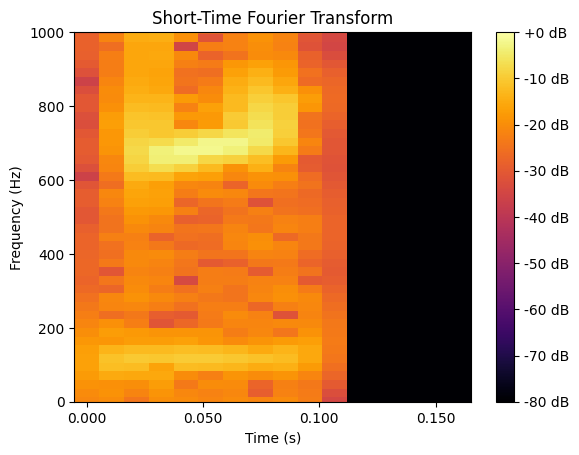 Short-Time Fourier Transform
1000
800
600
400
200
0
Frequency (Hz)
0.000
0.050
0.100
0.150
Time (s)
+0 dB
-10 dB
-20 dB
-30 dB
-40 dB
-50 dB
-60 dB
-70 dB
-80 dB